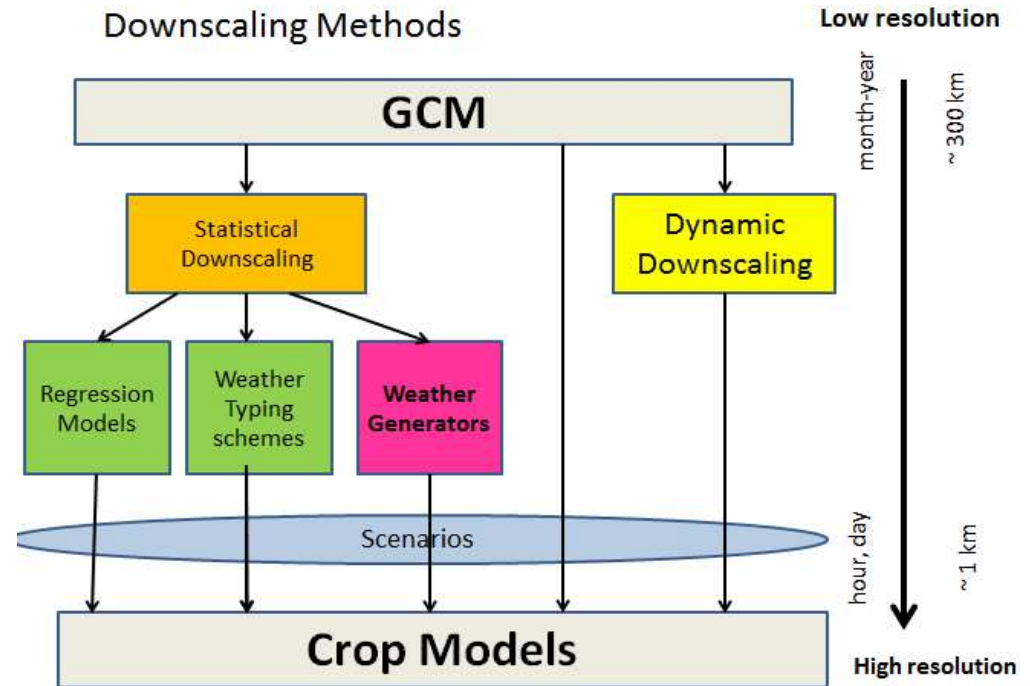 Downscaling Methods
Low resolution
GCM
month-year
~ 300 km
Statistical
Downscaling
Dynamic
Downscaling
Regression
Models
Weather
Typing
schemes
Weather
Generators
Scenarios
hour, day
~ 1 km
Crop Models
High resolution